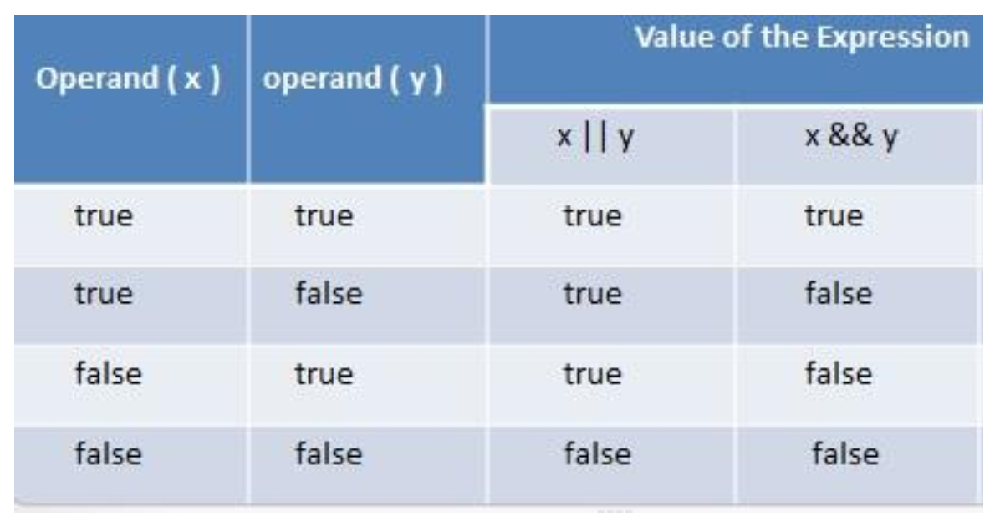 Operand ( x ) operand ( y ) Value of the Expression
x || y x && y
true true true true
true false true false
false true true false
false false false false